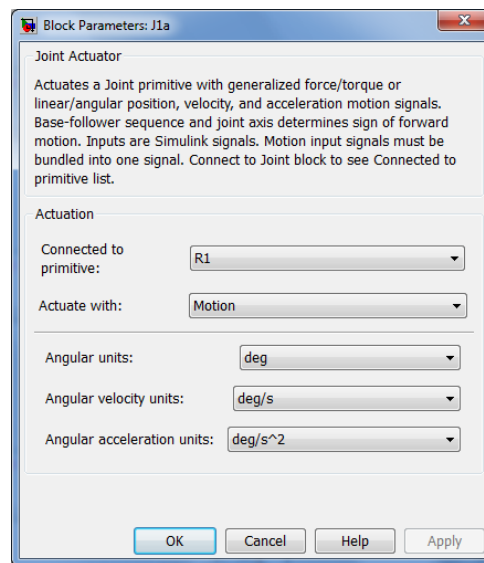 Block Parameters: J1a
Joint Actuator
Actuates a Joint primitive with generalized force/torque or
linear/angular position, velocity, and acceleration motion signals.
Base-follower sequence and joint axis determines sign of forward
motion. Inputs are Simulink signals. Motion input signals must be
bundled into one signal. Connect to Joint block to see Connected to
primitive list.
Actuation
Connected to
primitive:
R1
Actuate with:
Motion
Angular units:
deg
Angular velocity units:
deg/s
Angular acceleration units:
deg/s^2
OK
Cancel
Help
Apply